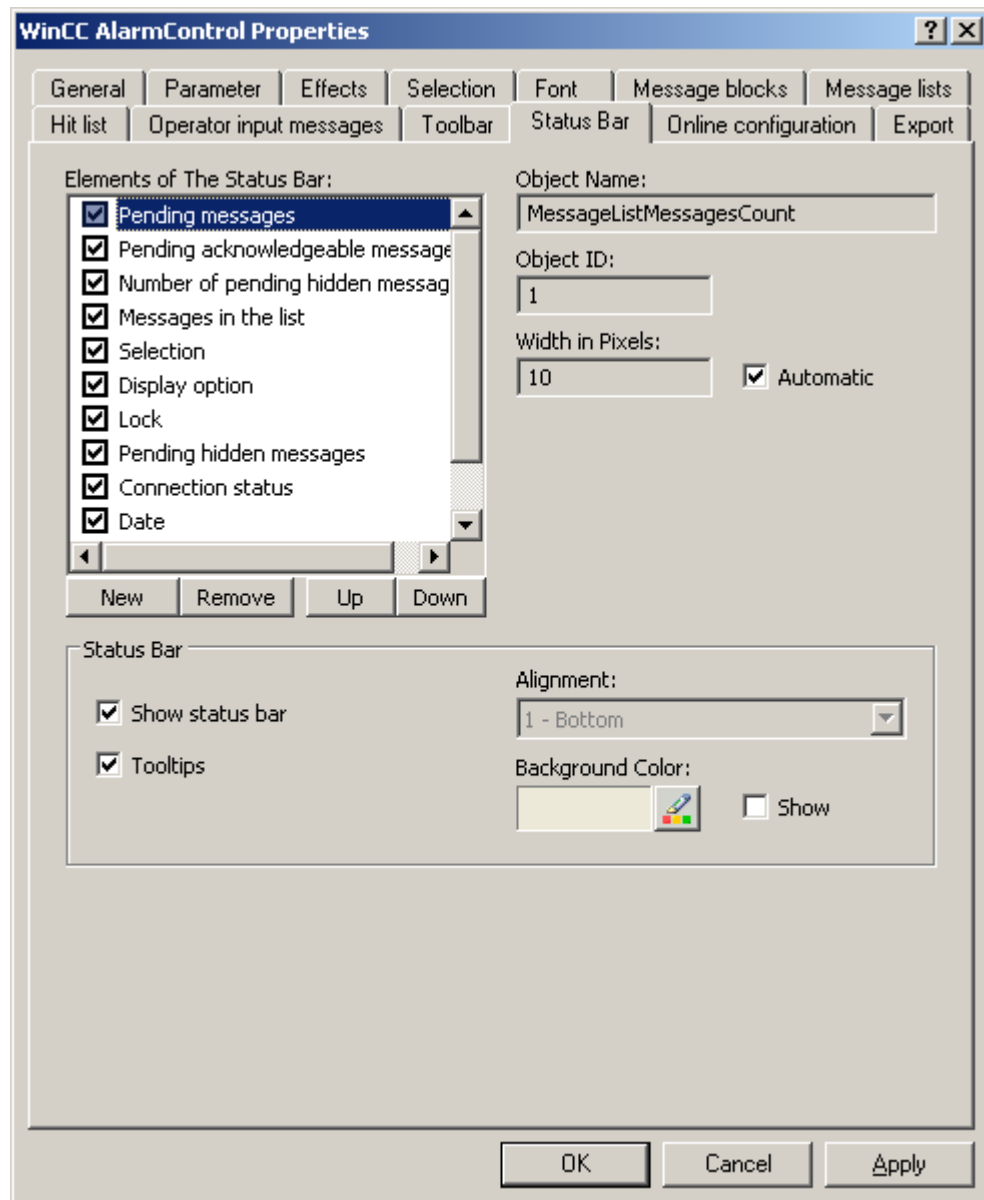 WinCC AlarmControl Properties
General Parameter Effects Selection Font Message blocks Message lists
Hit list Operator input messages Toolbar Status Bar Online configuration Export
Elements of The Status Bar:
Pending messages
Pending acknowledgeable message
Number of pending hidden messag
Messages in the list
Selection
Display option
Lock
Pending hidden messages
Connection status
Date
New Remove Up Down
Object Name:
MessageListMessagesCount
Object ID:
1
Width in Pixels:
10 Automatic
Status Bar
Show status bar
Tooltips
Alignment:
1 - Bottom
Background Color:
Show
OK Cancel Apply